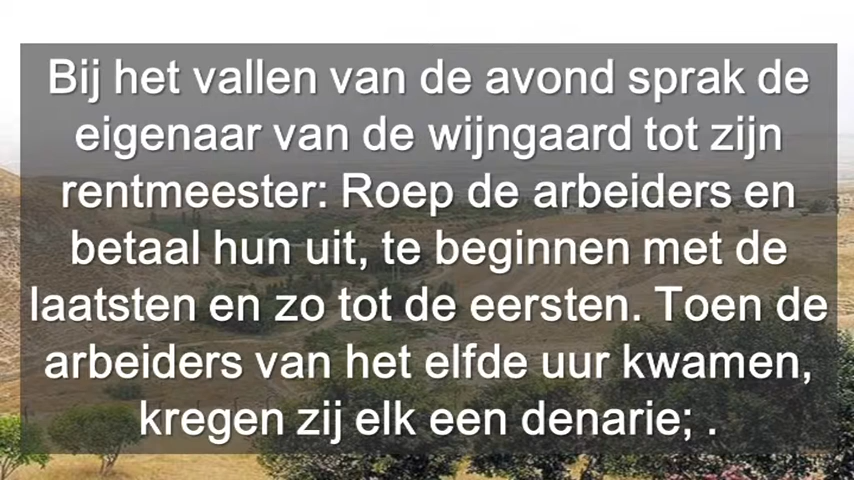 Bij het vallen van de avond sprak de
eigenaar van de wijngaard tot zijn
rentmeester: Roep de arbeiders en
betaal hun uit, te beginnen met de
laatsten en zo tot de eersten. Toen de
arbeiders van het elfde uur kwamen,
kregen zij elk een denarie; .